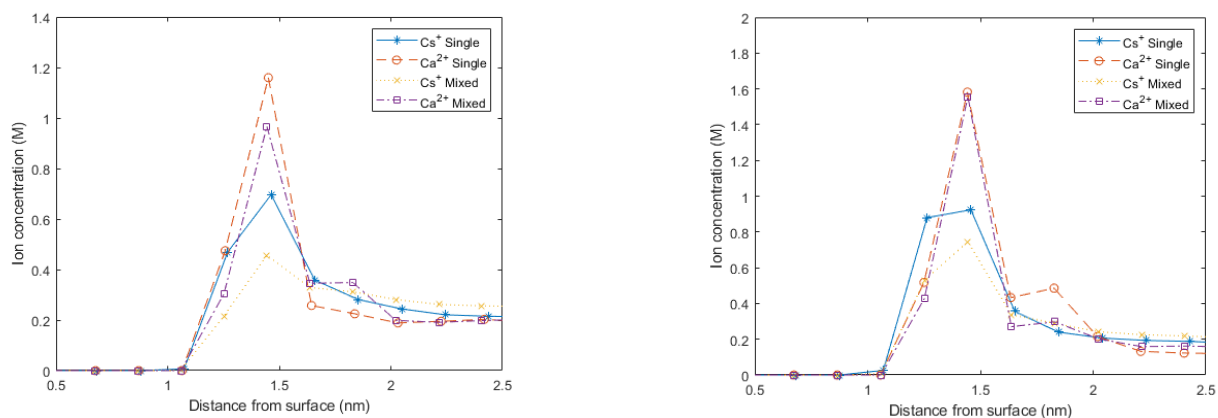 1.4
1.2
1
0.8
0.6
0.4
0.2
0
0.5
1
1.5
2
2.5
Ion concentration (M)
Distance from surface (nm)
Cs+ Single
Ca2+ Single
Cs+ Mixed
Ca2+ Mixed
2
1.8
1.6
1.4
1.2
1
0.8
0.6
0.4
0.2
0
0.5
1
1.5
2
2.5
Ion concentration (M)
Distance from surface (nm)
Cs+ Single
Ca2+ Single
Cs+ Mixed
Ca2+ Mixed